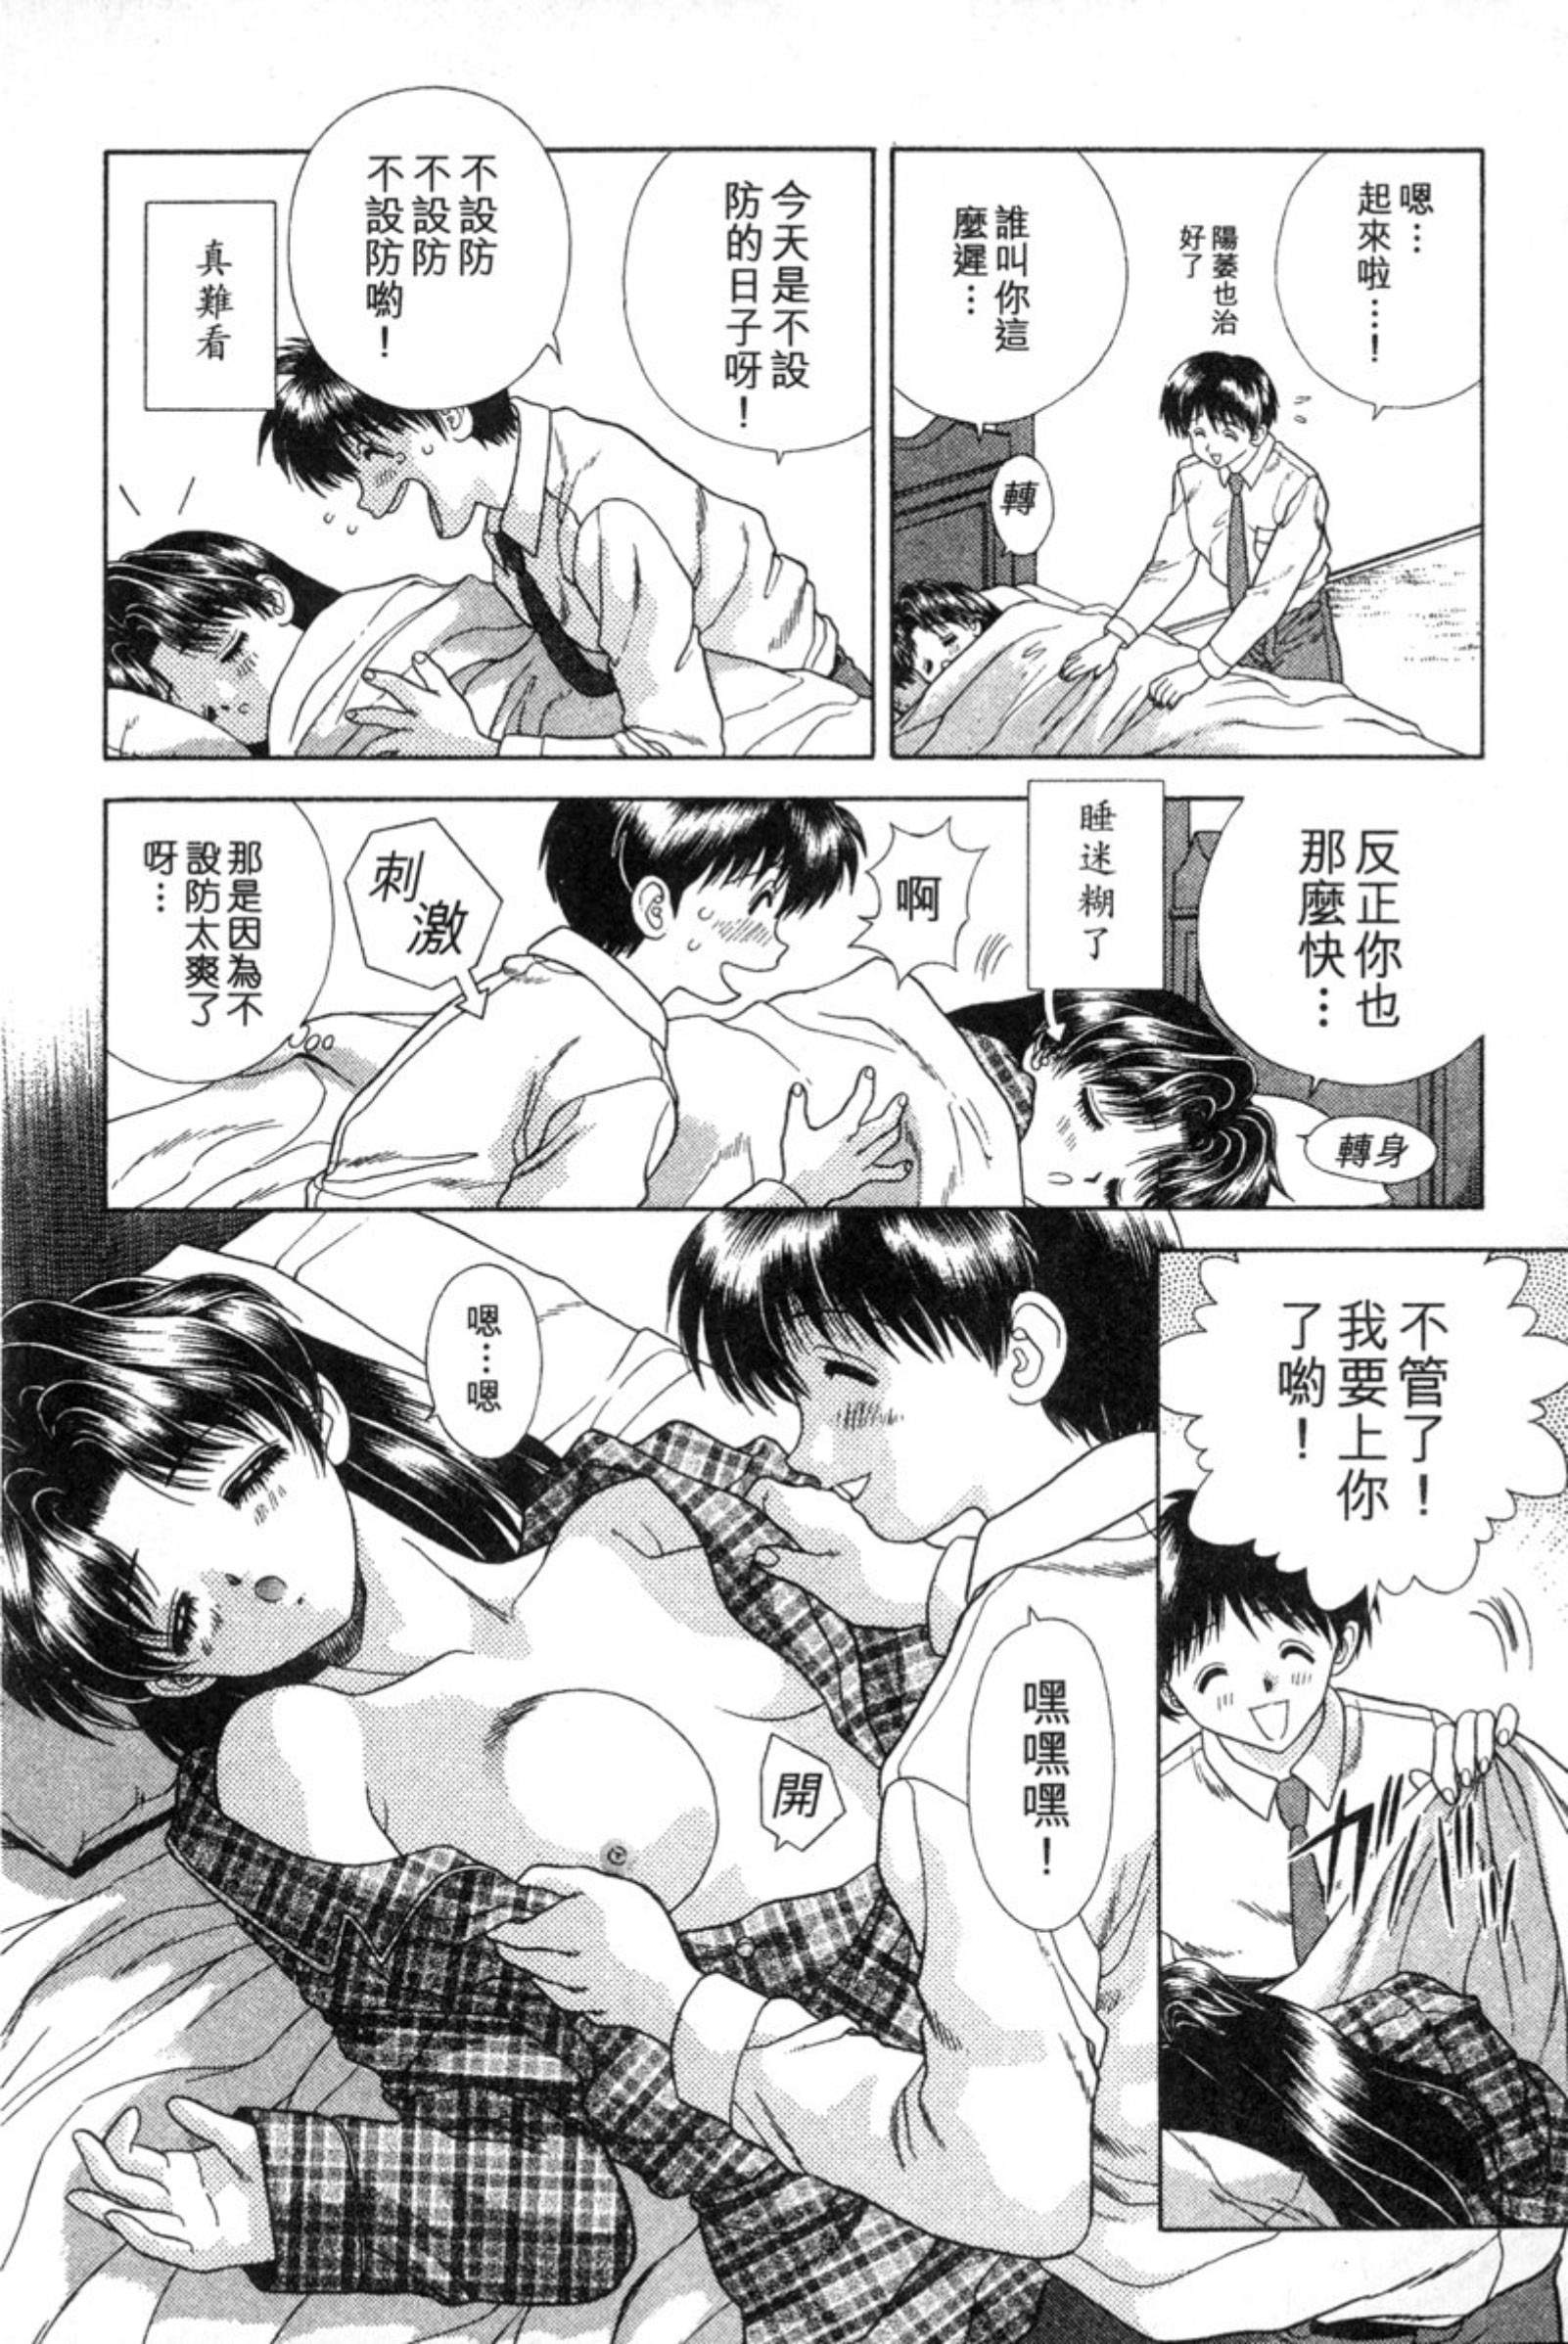 嗯…
起來啦…！
陽萎也治
好了
誰叫你這
麼遲…
轉
今天是不設
防的日子呀！
不設防
不設防
不設防喲！
真難看
反正你也
那麼快…
睡迷糊了
轉身
啊
刺激
那是因為不
設防太爽了
呀…
不管了！
我要上你
了喲！
嘿嘿嘿！
嗯…嗯
開